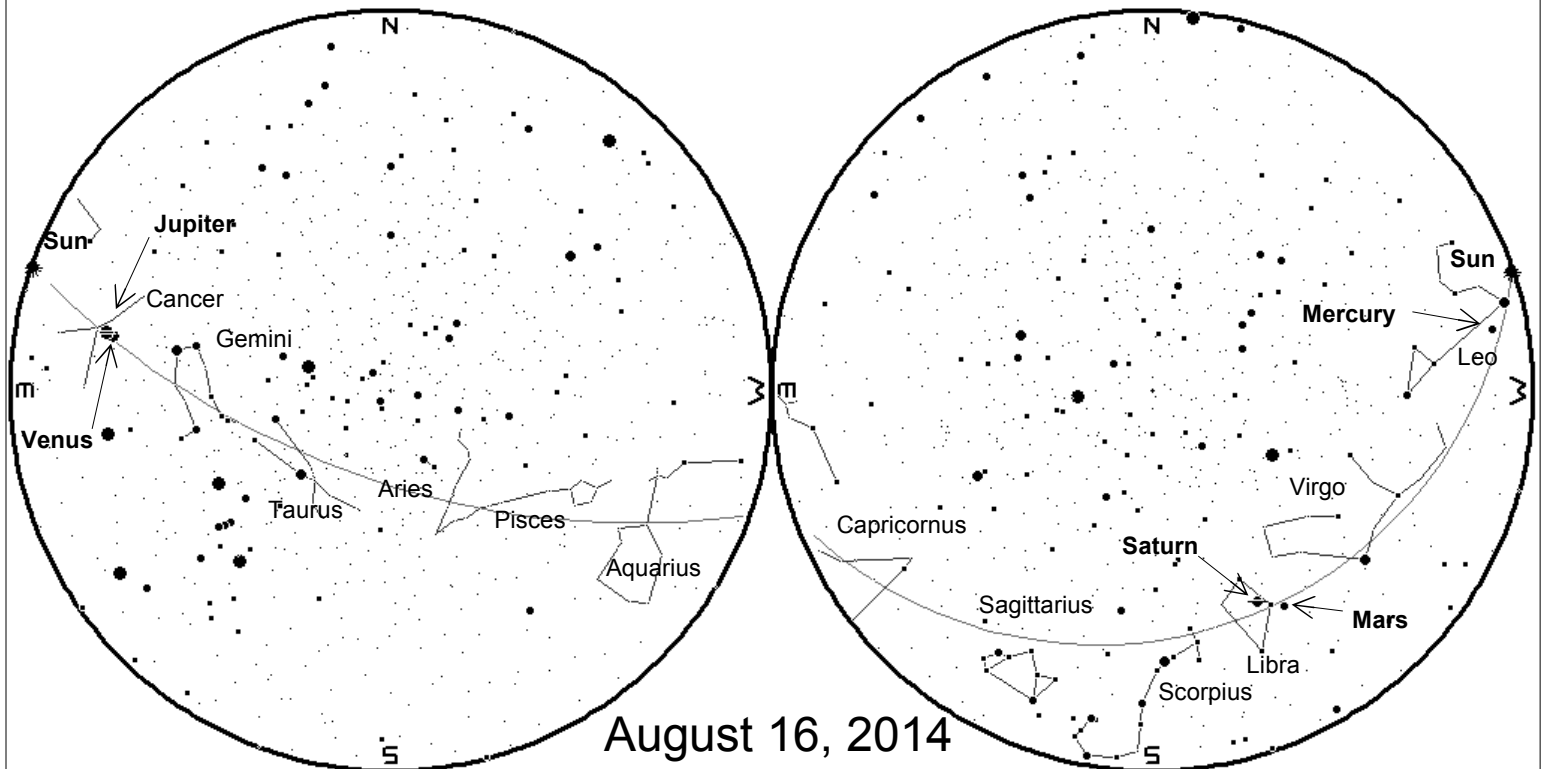 N
E
W
S
Sun
Jupiter
Cancer
Gemini
Venus
Taurus
Aries
Pisces
Aquarius
N
E
W
S
Sun
Mercury
Leo
Virgo
Capricornus
Saturn
Sagittarius
Mars
Libra
Scorpius
August 16, 2014